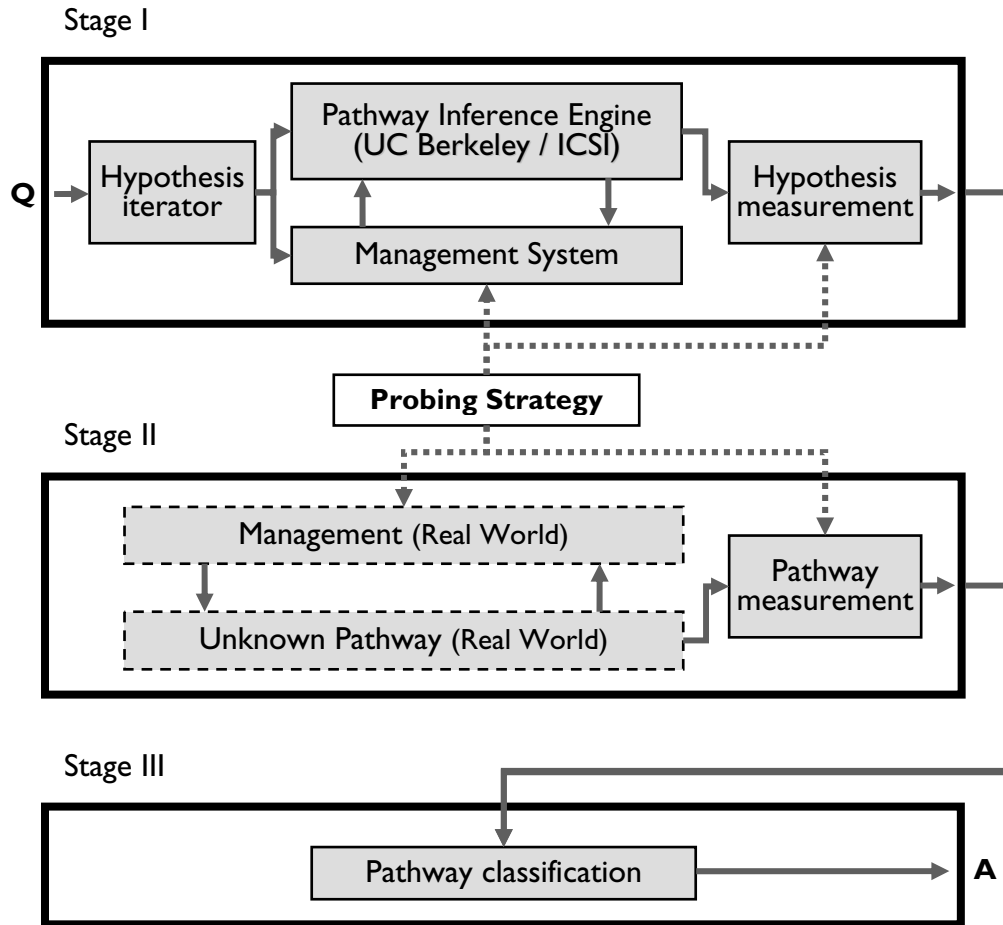 Stage I
Pathway Inference Engine
(UC Berkeley / ICSI)
Q
Hypothesis
iterator
Hypothesis
measurement
Management System
Probing Strategy
Stage II
Management (Real World)
Pathway
measurement
Unknown Pathway (Real World)
Stage III
Pathway classification
A